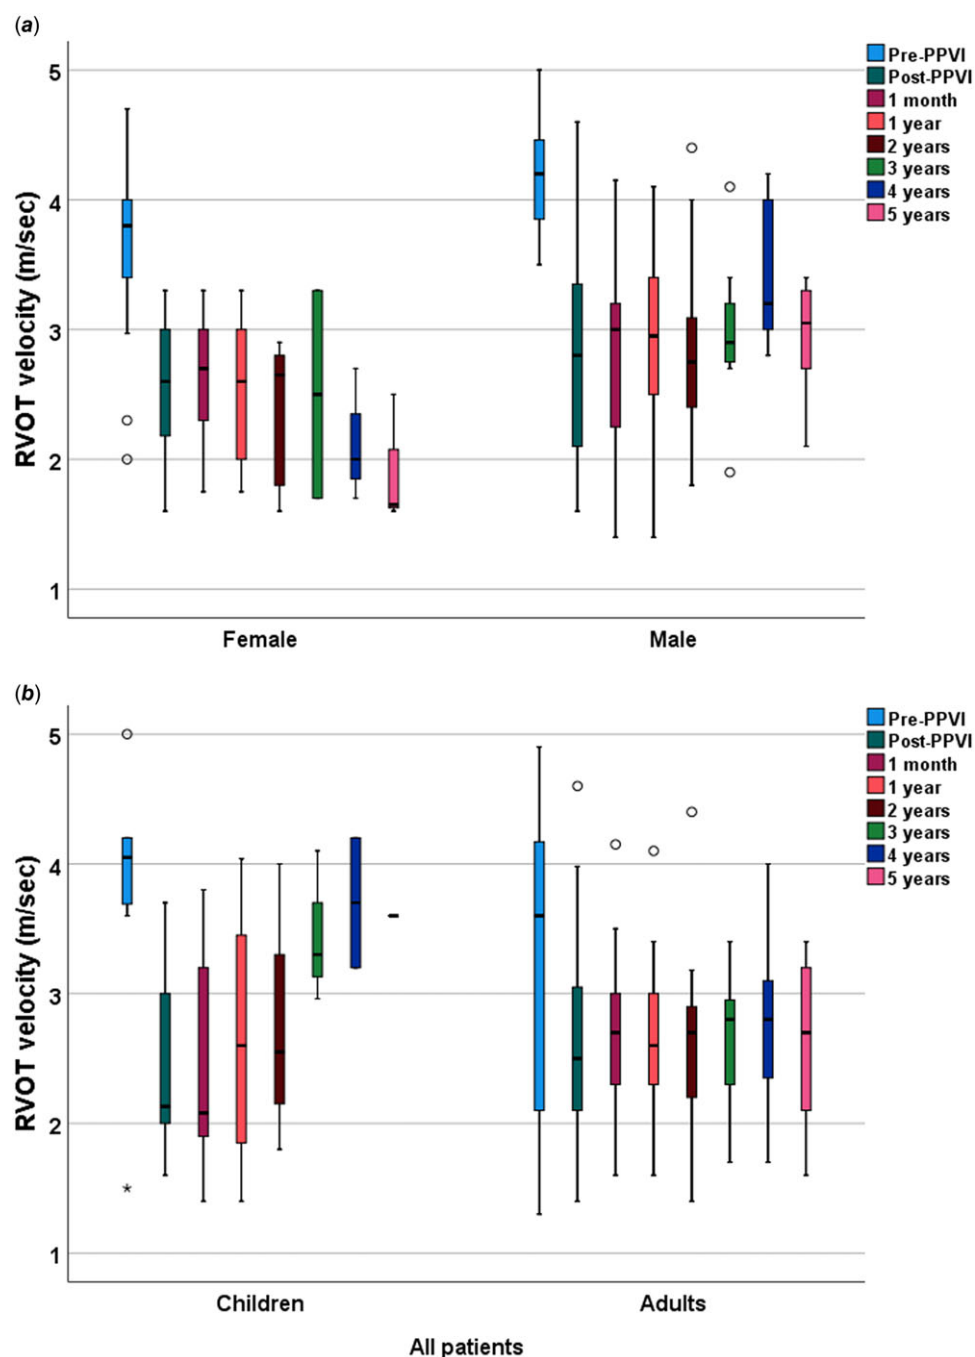 (a)
RVOT velocity (m/sec)
5
4
3
2
1
Female
Male
Pre-PPVI
Post-PPVI
1 month
1 year
2 years
3 years
4 years
5 years
(b)
RVOT velocity (m/sec)
5
4
3
2
1
Children
Adults
All patients
Pre-PPVI
Post-PPVI
1 month
1 year
2 years
3 years
4 years
5 years